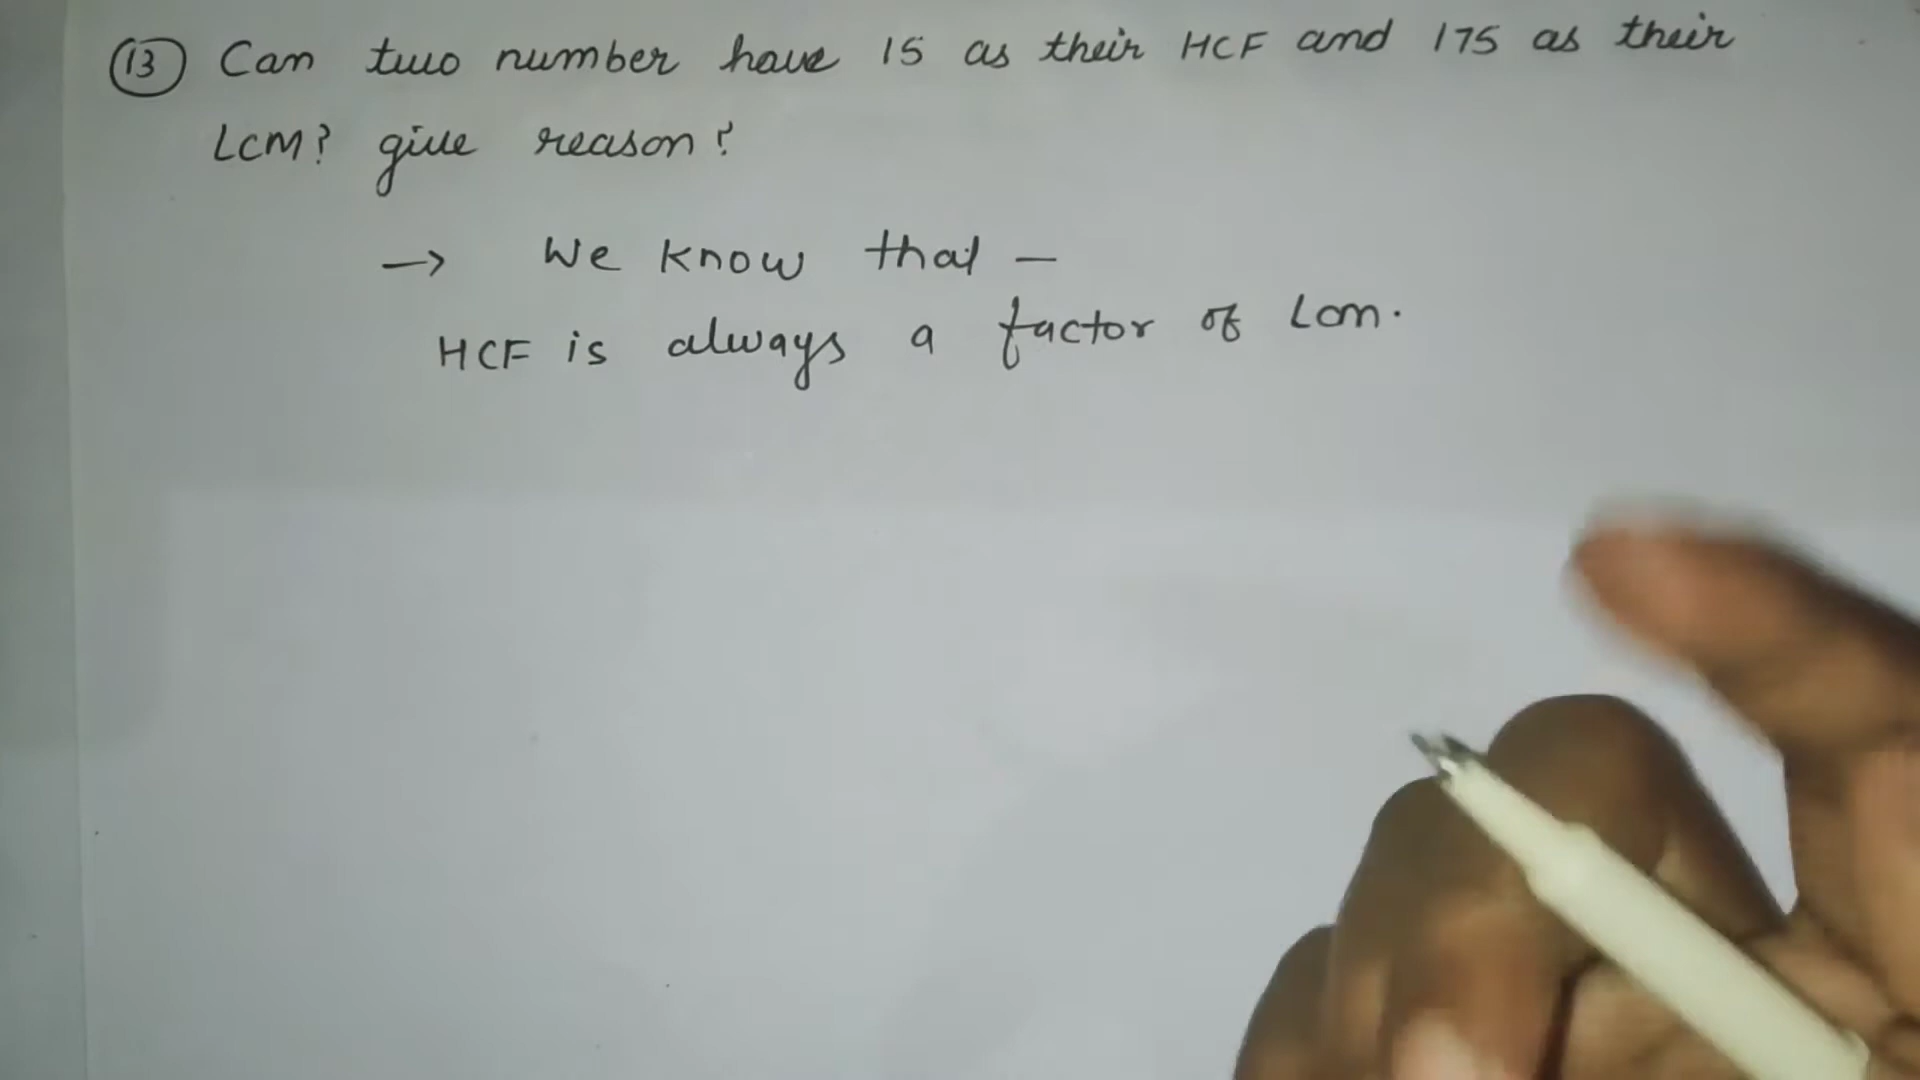 13 Can two number have 15 as their HCF and 175 as their
LCM? give reason?
→ We know that —
HCF is always a factor of Lcm.